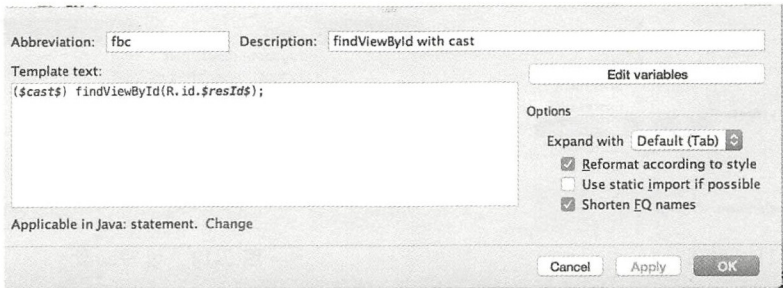 Abbreviation: fbc Description: findViewById with cast
Template text:
($cast$) findViewById(R.id.$resId$);
Edit variables
Options
Expand with Default (Tab)
Reformat according to style
Use static import if possible
Shorten FQ names
Applicable in Java: statement. Change
Cancel Apply OK